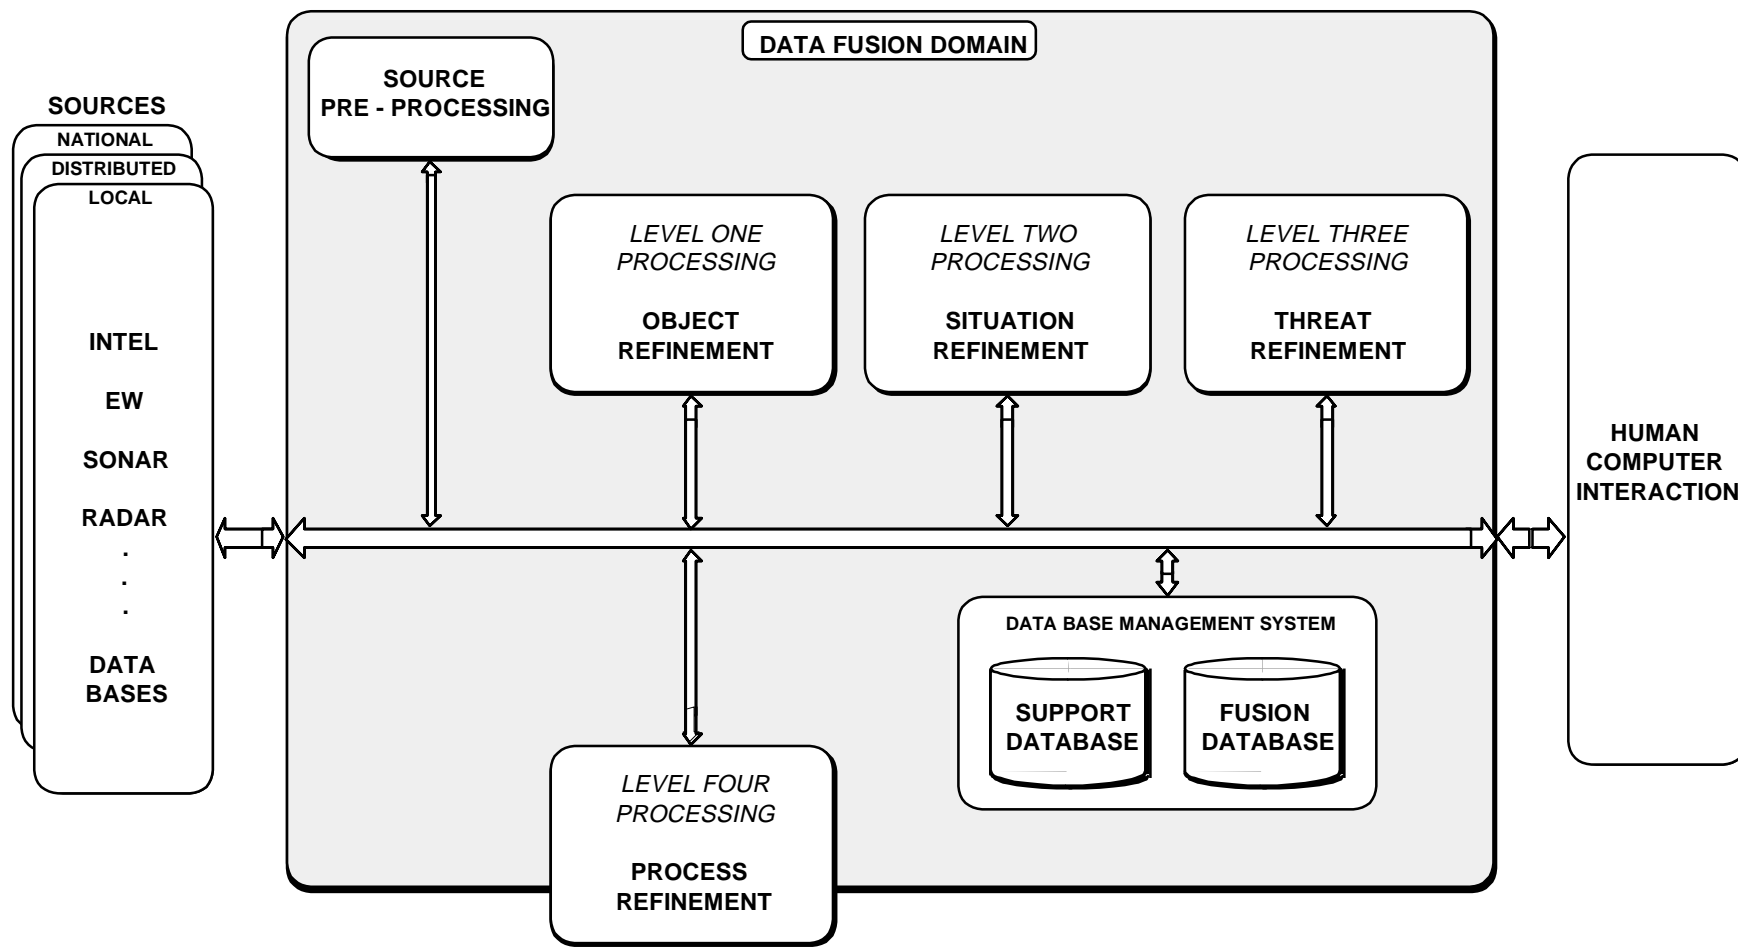 DATA FUSION DOMAIN
SOURCE
PRE - PROCESSING
SOURCES
NATIONAL
DISTRIBUTED
LOCAL
INTEL
EW
SONAR
RADAR
.
.
.
DATA
BASES
LEVEL ONE
PROCESSING
OBJECT
REFINEMENT
LEVEL TWO
PROCESSING
SITUATION
REFINEMENT
LEVEL THREE
PROCESSING
THREAT
REFINEMENT
HUMAN
COMPUTER
INTERACTION
DATA BASE MANAGEMENT SYSTEM
SUPPORT
DATABASE
FUSION
DATABASE
LEVEL FOUR
PROCESSING
PROCESS
REFINEMENT